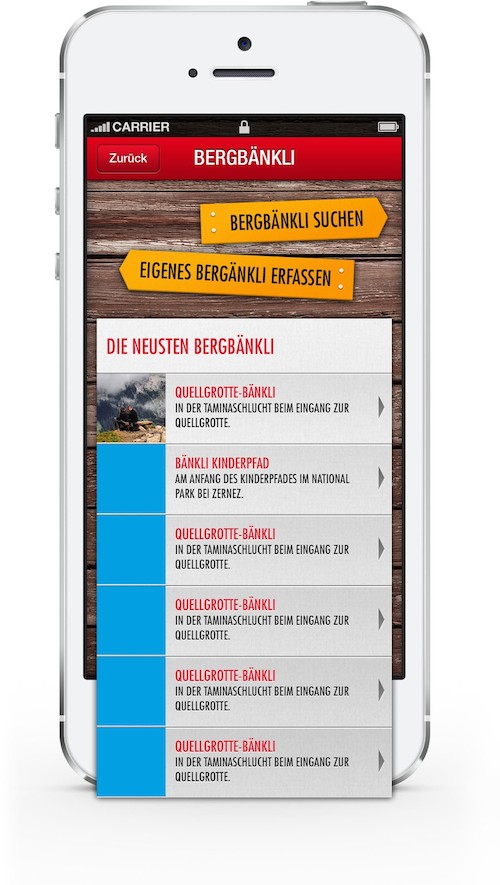 CARRIER
Zurück
BERGBÄNKLI
BERGBÄNKLI SUCHEN
EIGENES BERGÄNKLI ERFASSEN
DIE NEUSTEN BERGBÄNKLI
QUELLGROTTE-BÄNKLI
IN DER TAMINASCHLUCHT BEIM EINGANG ZUR
QUELLGROTTE.
BÄNKLI KINDERPFAD
AM ANFANG DES KINDERPFADES IM NATIONAL
PARK BEI ZERNEZ.
QUELLGROTTE-BÄNKLI
IN DER TAMINASCHLUCHT BEIM EINGANG ZUR
QUELLGROTTE.
QUELLGROTTE-BÄNKLI
IN DER TAMINASCHLUCHT BEIM EINGANG ZUR
QUELLGROTTE.
QUELLGROTTE-BÄNKLI
IN DER TAMINASCHLUCHT BEIM EINGANG ZUR
QUELLGROTTE.
QUELLGROTTE-BÄNKLI
IN DER TAMINASCHLUCHT BEIM EINGANG ZUR
QUELLGROTTE.